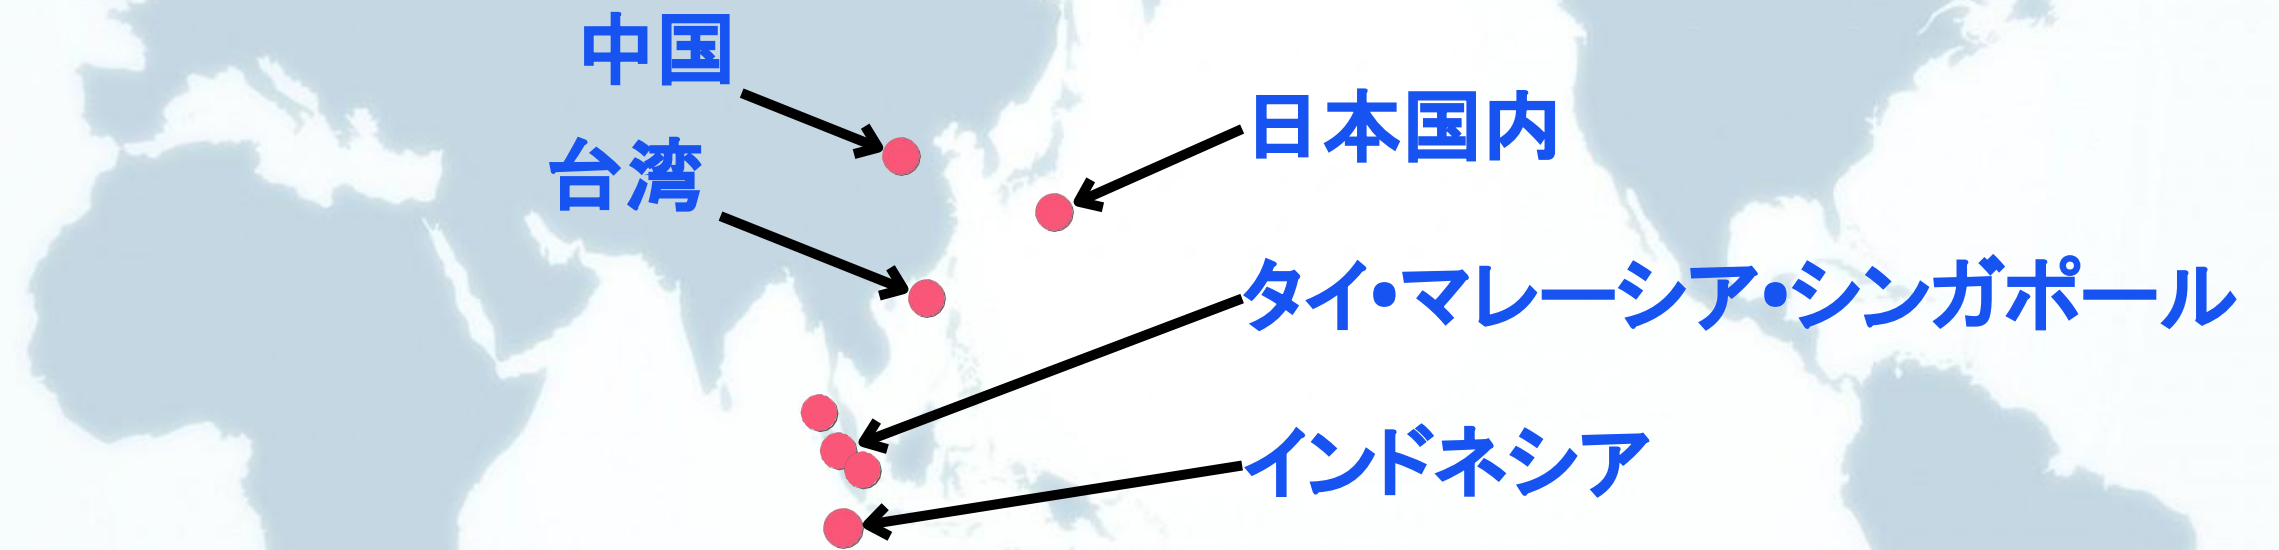 中国
日本国内
台湾
タイ・マレーシア・シンガポール
インドネシア